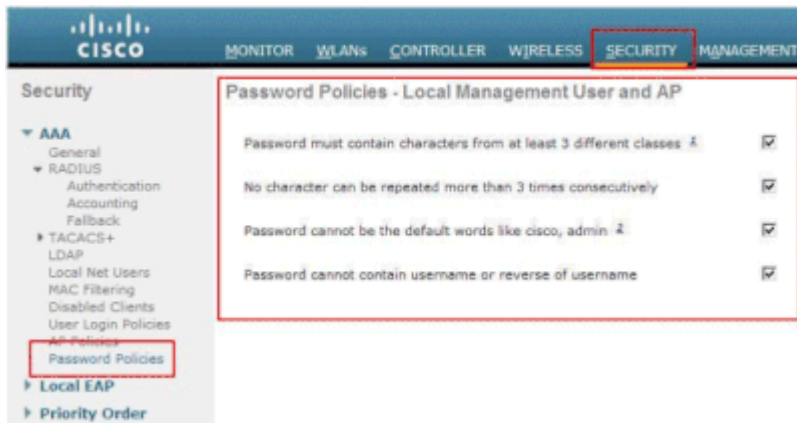 CISCO
MONITOR WLANs CONTROLLER WIRELESS SECURITY MANAGEMENT
Security
AAA
General
RADIUS
Authentication
Accounting
Fallback
TACACS+
LDAP
Local Net Users
MAC Filtering
Disabled Clients
User Login Policies
AP Policies
Password Policies
Local EAP
Priority Order
Password Policies - Local Management User and AP
Password must contain characters from at least 3 different classes
No character can be repeated more than 3 times consecutively
Password cannot be the default words like cisco, admin 2
Password cannot contain username or reverse of username